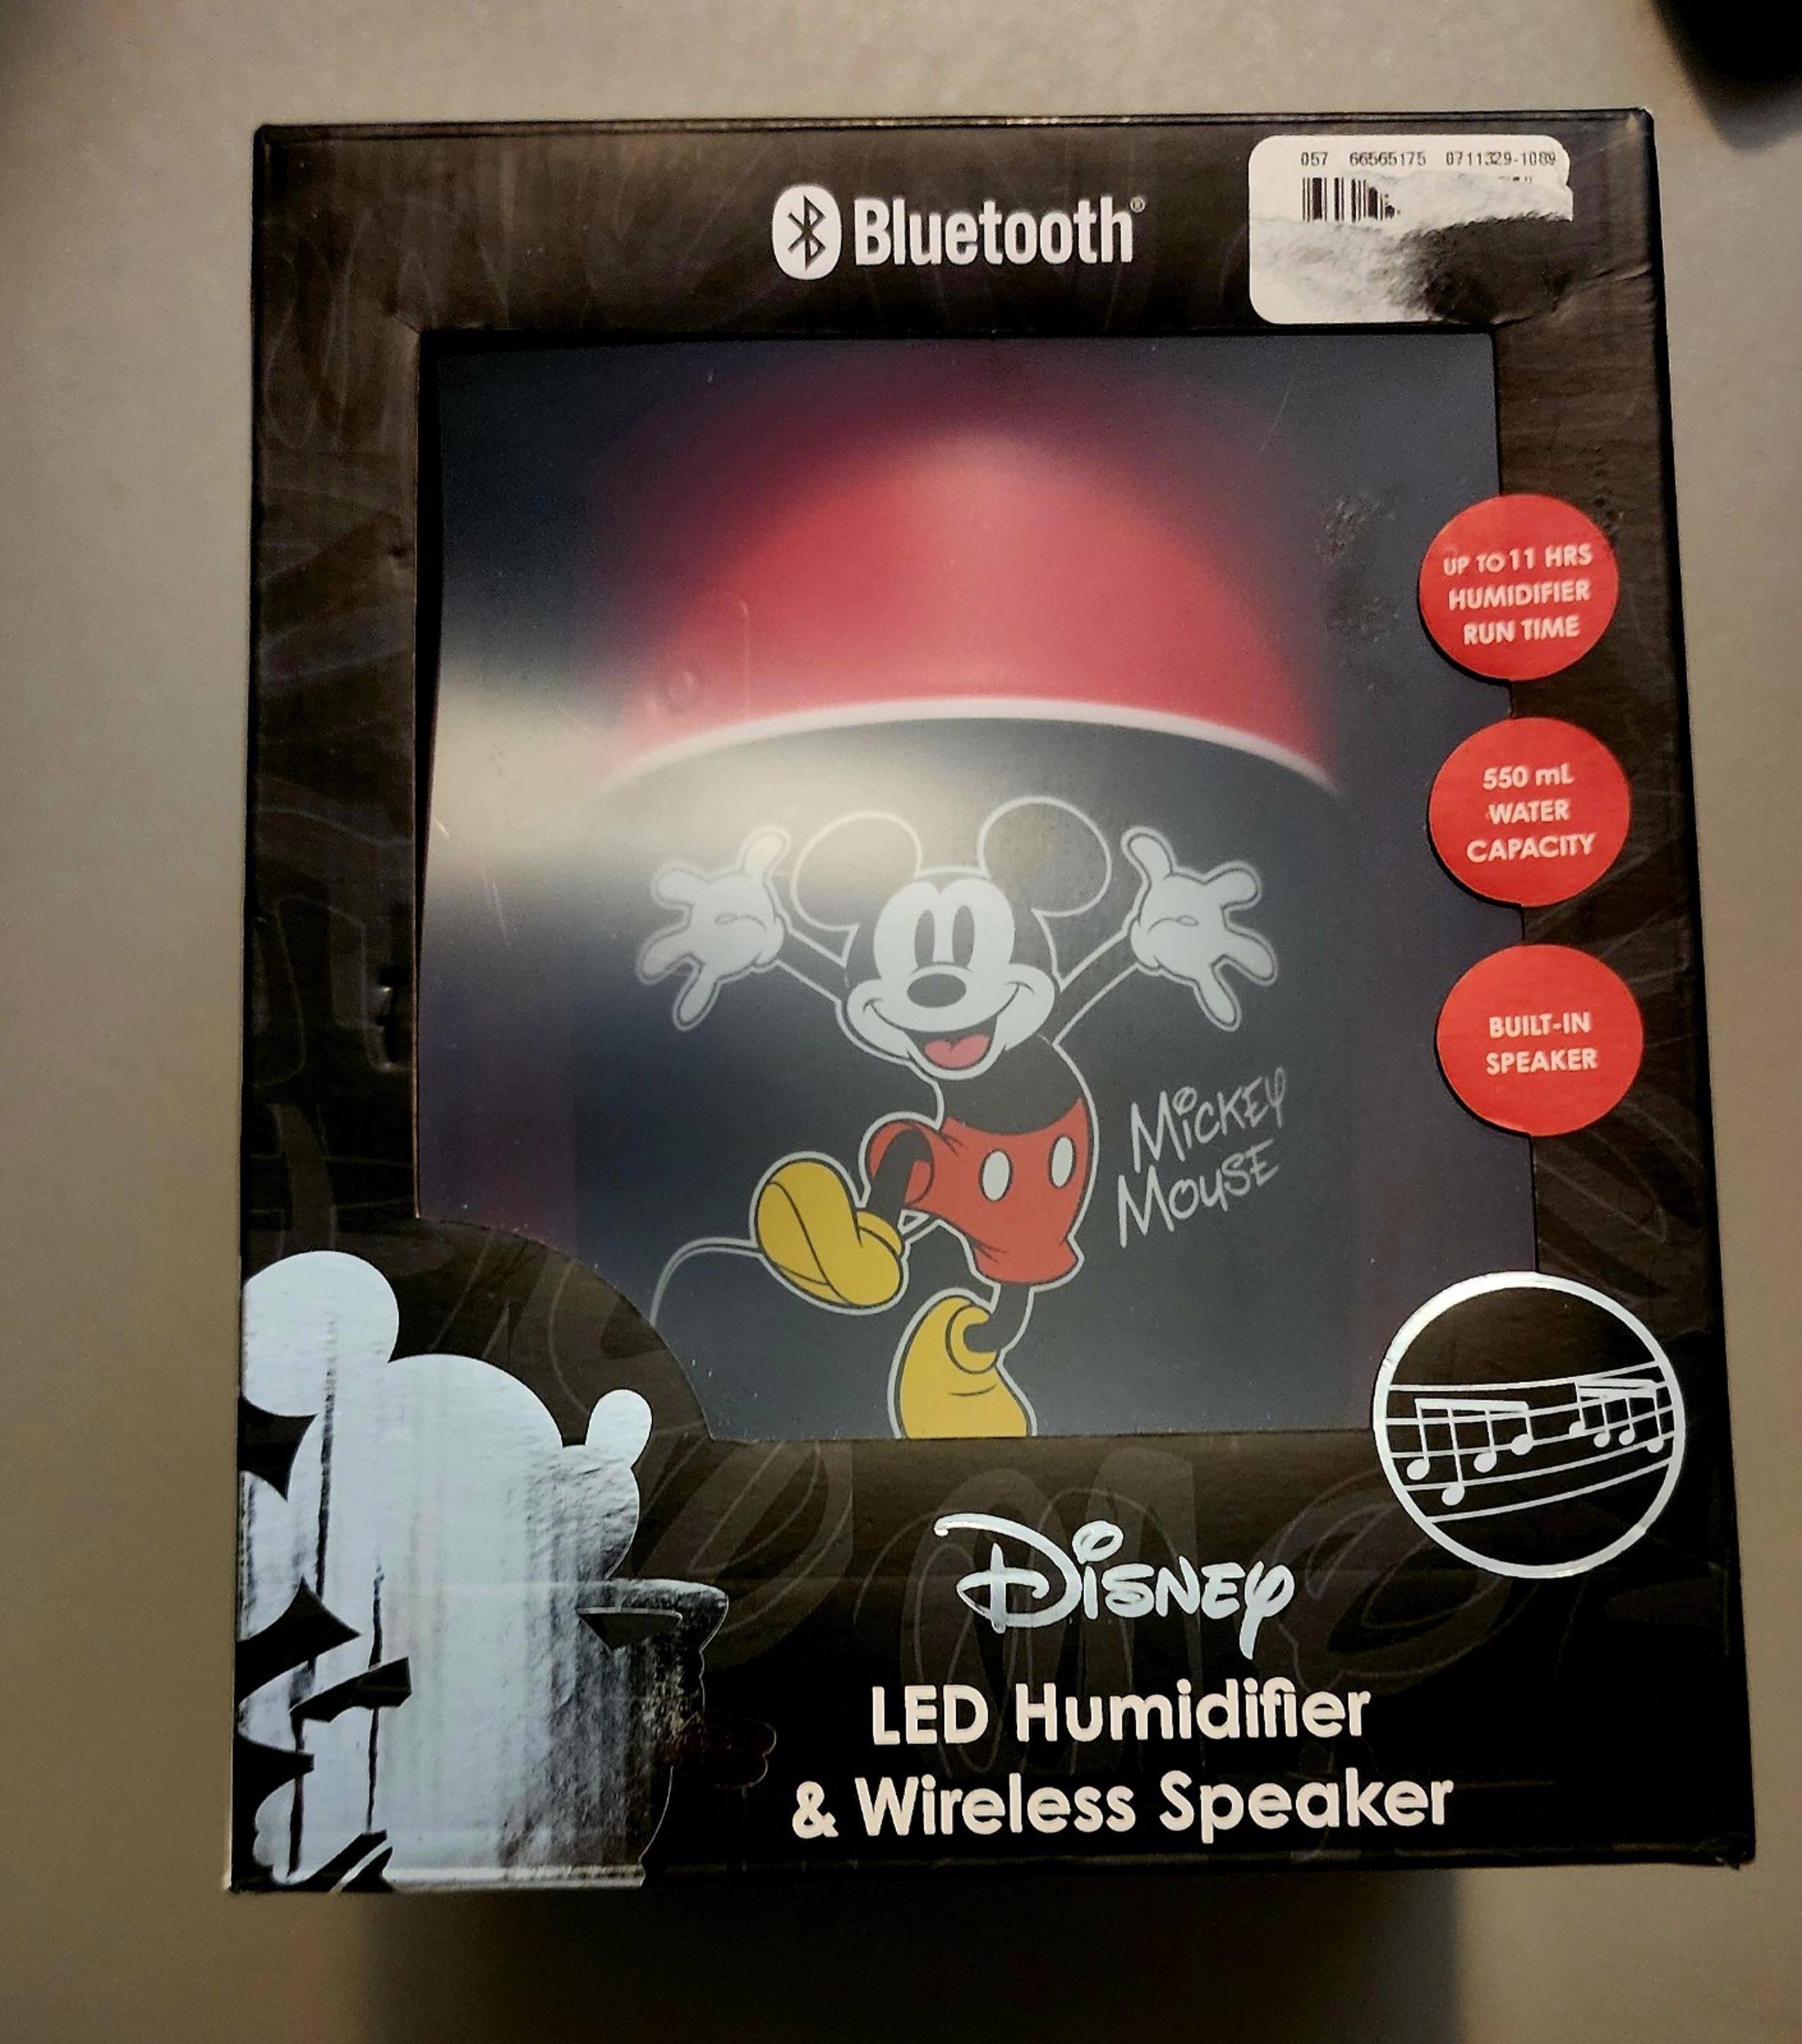 057 66565175 0711329-1089
Bluetooth®
UP TO 11 HRS
HUMIDIFIER
RUN TIME
550 mL
WATER
CAPACITY
BUILT-IN
SPEAKER
MICKEY
MOUSE
Disney
LED Humidifier
& Wireless Speaker